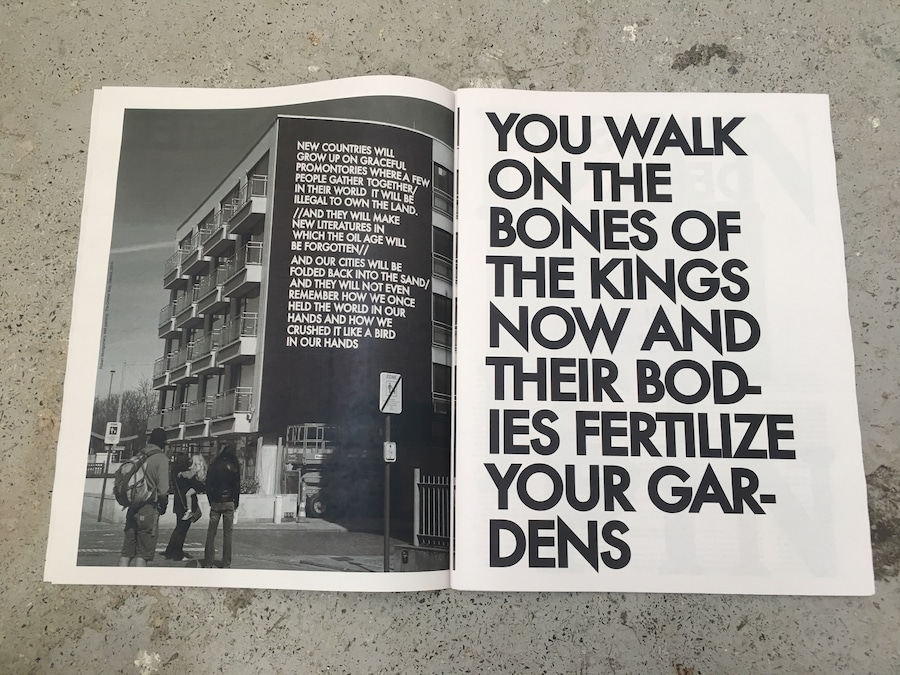 NEW COUNTRIES WILL
GROW UP ON GRACEFUL
PROMONTORIES WHERE A FEW
PEOPLE GATHER TOGETHER/
IN THEIR WORLD IT WILL BE
ILLEGAL TO OWN THE LAND.
//AND THEY WILL MAKE
NEW LITERATURES IN
WHICH THE OIL AGE WILL
BE FORGOTTEN//
AND OUR CITIES WILL BE
FOLDED BACK INTO THE SAND/
AND THEY WILL NOT EVEN
REMEMBER HOW WE ONCE
HELD THE WORLD IN OUR
HANDS AND HOW WE
CRUSHED IT LIKE A BIRD
IN OUR HANDS
YOU WALK
ON THE
BONES OF
THE KINGS
NOW AND
THEIR BOD-
IES FERTILIZE
YOUR GAR-
DENS